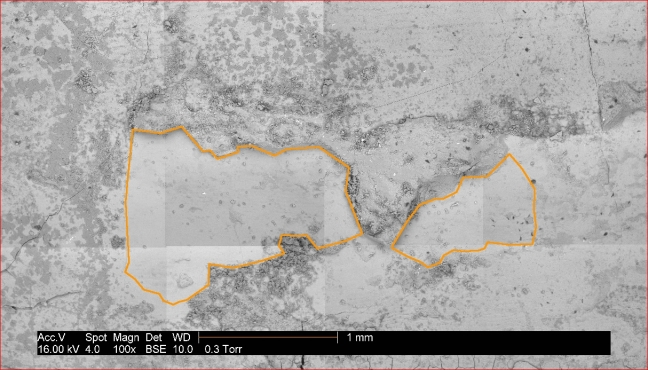 Acc.V Spot Magn Det WD 1 mm
16.00 kV 4.0 100x BSE 10.0 0.3 Torr